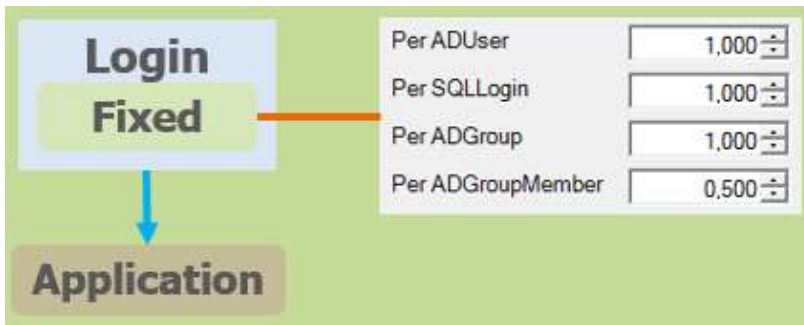 Login
Fixed
Application
Per ADUser 1,000
Per SQLLogin 1,000
Per ADGroup 1,000
Per ADGroupMember 0,500